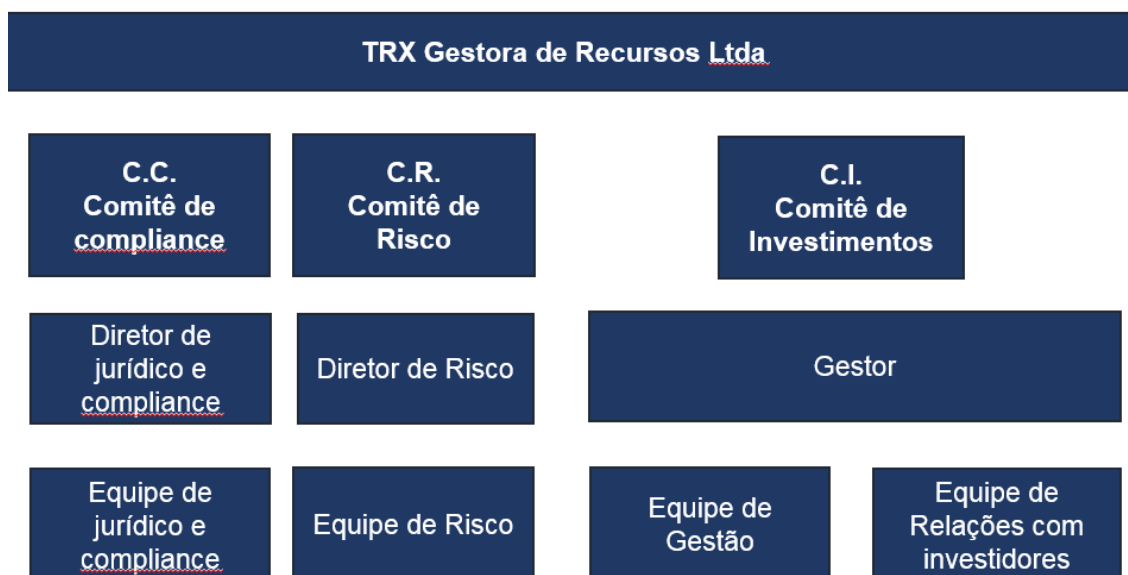 TRX Gestora de Recursos Ltda
C.C.
Comitê de
compliance
C.R.
Comitê de
Risco
C.I.
Comitê de
Investimentos
Diretor de
jurídico e
compliance
Diretor de Risco
Gestor
Equipe de
jurídico e
compliance
Equipe de Risco
Equipe de
Gestão
Equipe de
Relações com
investidores